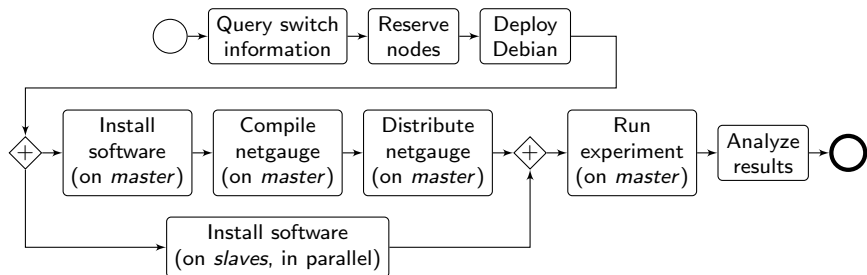 Query switch
information
Reserve
nodes
Deploy
Debian
Install
software
(on master)
Compile
netgauge
(on master)
Distribute
netgauge
(on master)
Run
experiment
(on master)
Analyze
results
Install software
(on slaves, in parallel)